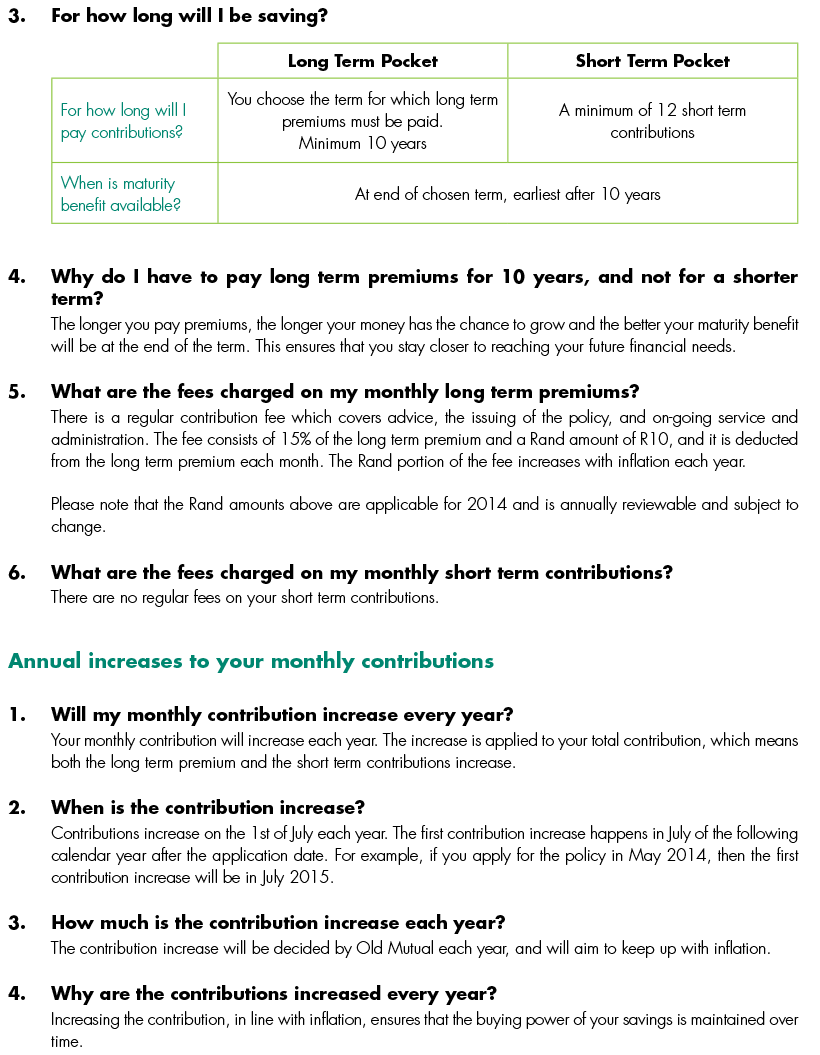 3. For how long will I be saving?
Long Term Pocket Short Term Pocket
For how long will I
pay contributions?
You choose the term for which long term
premiums must be paid.
Minimum 10 years
A minimum of 12 short term
contributions
When is maturity
benefit available?
At end of chosen term, earliest after 10 years
4. Why do I have to pay long term premiums for 10 years, and not for a shorter
term?
The longer you pay premiums, the longer your money has the chance to grow and the better your maturity benefit
will be at the end of the term. This ensures that you stay closer to reaching your future financial needs.
5. What are the fees charged on my monthly long term premiums?
There is a regular contribution fee which covers advice, the issuing of the policy, and on-going service and
administration. The fee consists of 15% of the long term premium and a Rand amount of R10, and it is deducted
from the long term premium each month. The Rand portion of the fee increases with inflation each year.
Please note that the Rand amounts above are applicable for 2014 and is annually reviewable and subject to
change.
6. What are the fees charged on my monthly short term contributions?
There are no regular fees on your short term contributions.
Annual increases to your monthly contributions
1. Will my monthly contribution increase every year?
Your monthly contribution will increase each year. The increase is applied to your total contribution, which means
both the long term premium and the short term contributions increase.
2. When is the contribution increase?
Contributions increase on the 1st of July each year. The first contribution increase happens in July of the following
calendar year after the application date. For example, if you apply for the policy in May 2014, then the first
contribution increase will be in July 2015.
3. How much is the contribution increase each year?
The contribution increase will be decided by Old Mutual each year, and will aim to keep up with inflation.
4. Why are the contributions increased every year?
Increasing the contribution, in line with inflation, ensures that the buying power of your savings is maintained over
time.